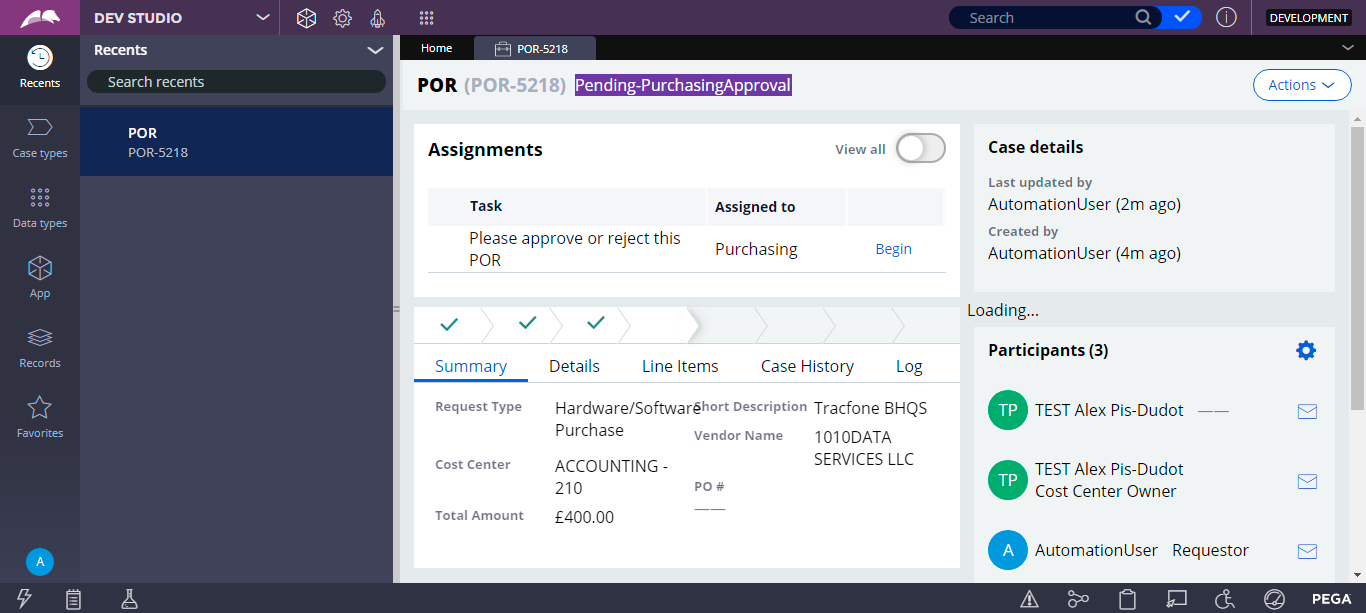 DEV STUDIO
Search
DEVELOPMENT
Recents
Recents
Search recents
POR
POR-5218
Case types
Data types
App
Records
Favorites
A
Home
POR-5218
POR (POR-5218) Pending-PurchasingApproval
Actions
Assignments
View all
Task
Assigned to
Please approve or reject this
POR
Purchasing
Begin
Summary
Details
Line Items
Case History
Log
Request Type
Hardware/Software
Purchase
Short Description
Tracfone BHQS
Vendor Name
1010DATA
SERVICES LLC
Cost Center
ACCOUNTING -
210
PO #
——
Total Amount
£400.00
Case details
Last updated by
AutomationUser (2m ago)
Created by
AutomationUser (4m ago)
Loading...
Participants (3)
TP
TEST Alex Pis-Dudot ——
TP
TEST Alex Pis-Dudot
Cost Center Owner
A
AutomationUser Requestor
PEGA